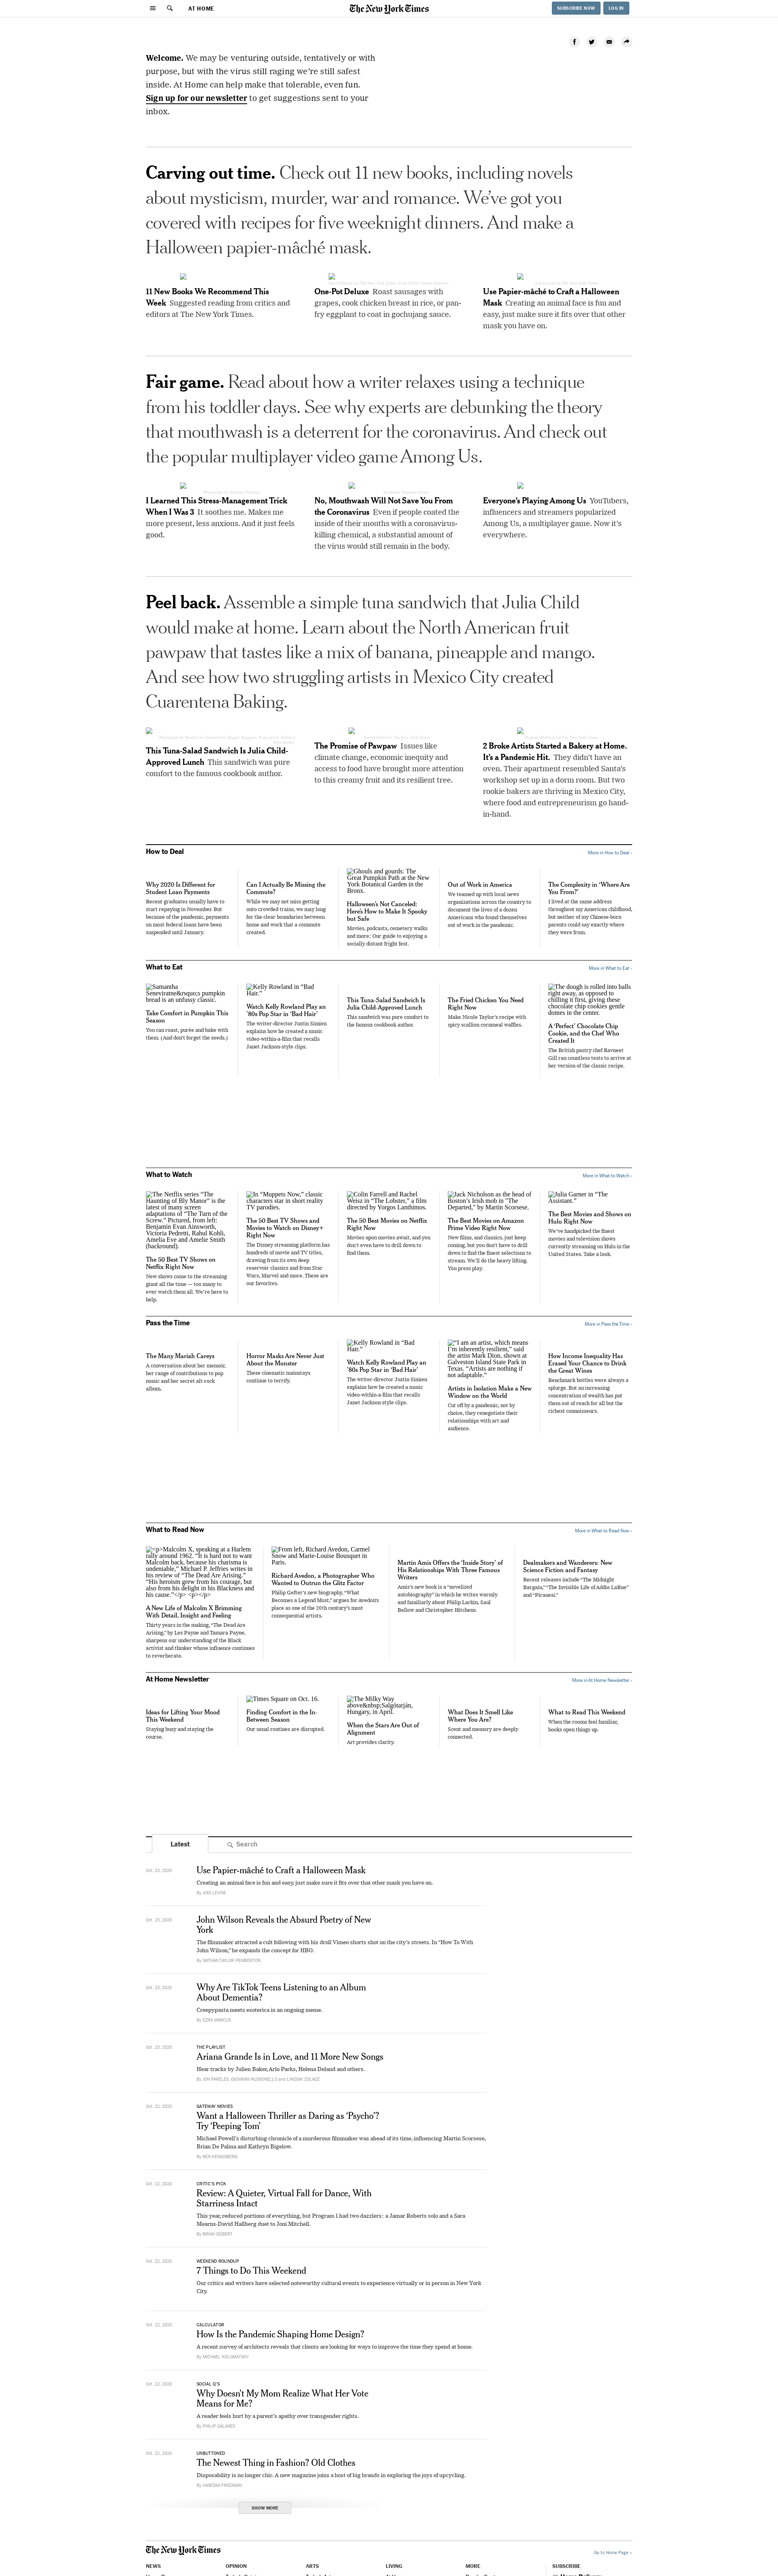 AT HOME
The New York Times
SUBSCRIBE NOW
LOG IN
Welcome. We may be venturing outside, tentatively or with
purpose, but with the virus still raging we're still safest
inside. At Home can help make that tolerable, even fun.
Sign up for our newsletter to get suggestions sent to your
inbox.
Carving out time. Check out 11 new books, including novels
about mysticism, murder, war and romance. We've got you
covered with recipes for five weeknight dinners. And make a
Halloween papier-mâché mask.
11 New Books We Recommend This
Week Suggested reading from critics and
editors at The New York Times.
One-Pot Deluxe Roast sausages with
grapes, cook chicken breast in rice, or pan-
fry eggplant to coat in gochujang sauce.
Use Papier-mâché to Craft a Halloween
Mask Creating an animal face is fun and
easy, just make sure it fits over that other
mask you have on.
Fair game. Read about how a writer relaxes using a technique
from his toddler days. See why experts are debunking the theory
that mouthwash is a deterrent for the coronavirus. And check out
the popular multiplayer video game Among Us.
I Learned This Stress-Management Trick
When I Was 3 It soothes me. Makes me
more present, less anxious. And it just feels
good.
No, Mouthwash Will Not Save You From
the Coronavirus Even if people coated the
inside of their mouths with a coronavirus-
killing chemical, a substantial amount of
the virus would still remain in the body.
Everyone's Playing Among Us YouTubers,
influencers and streamers popularized
Among Us, a multiplayer game. Now it's
everywhere.
Peel back. Assemble a simple tuna sandwich that Julia Child
would make at home. Learn about the North American fruit
pawpaw that tastes like a mix of banana, pineapple and mango.
And see how two struggling artists in Mexico City created
Cuarentena Baking.
This Tuna-Salad Sandwich Is Julia Child-
Approved Lunch This sandwich was pure
comfort to the famous cookbook author.
The Promise of Pawpaw Issues like
climate change, economic inequity and
access to food have brought more attention
to this creamy fruit and its resilient tree.
2 Broke Artists Started a Bakery at Home.
It's a Pandemic Hit. They didn't have an
oven. Their apartment resembled Santa's
workshop set up in a dorm room. But two
rookie bakers are thriving in Mexico City,
where food and entrepreneurism go hand-
in-hand.
How to Deal
More in How to Deal ›
Why 2020 Is Different for
Student Loan Payments
Recent graduates usually have to
start repaying in November. But
because of the pandemic, payments
on most federal loans have been
suspended until January.
Can I Actually Be Missing the
Commute?
While we may not miss getting
onto crowded trains, we may long
for the clear boundaries between
home and work that a commute
created.
Ghouls and gourds: The
Great Pumpkin Path at the New
York Botanical Garden in the
Bronx.
Halloween's Not Canceled:
Here's How to Make It Spooky
but Safe
Movies, podcasts, cemetery walks
and more: Our guide to enjoying a
socially distant fright fest.
Out of Work in America
We teamed up with local news
organizations across the country to
document the lives of a dozen
Americans who found themselves
out of work in the pandemic.
The Complexity in 'Where Are
You From?'
I lived at the same address
throughout my American childhood,
but neither of my Chinese-born
parents could say exactly where
they were from.
What to Eat
More in What to Eat ›
Samantha
Seneviratne&rsquo;s pumpkin
bread is an unfussy classic.
Take Comfort in Pumpkin This
Season
You can roast, purée and bake with
them. (And don't forget the seeds.)
Kelly Rowland in "Bad
Hair."
Watch Kelly Rowland Play an
'80s Pop Star in 'Bad Hair'
The writer-director Justin Simien
explains how he created a music
video-within-a-film that recalls
Janet Jackson-style clips.
This Tuna-Salad Sandwich Is
Julia Child-Approved Lunch
This sandwich was pure comfort to
the famous cookbook author.
The Fried Chicken You Need
Right Now
Make Nicole Taylor's recipe with
spicy scallion-cornmeal waffles.
The dough is rolled into balls
right away, as opposed to
chilling it first, giving these
chocolate chip cookies gentle
domes in the center.
A 'Perfect' Chocolate Chip
Cookie, and the Chef Who
Created It
The British pastry chef Ravneet
Gill ran countless tests to arrive at
her version of the classic recipe.
What to Watch
More in What to Watch ›
The Netflix series "The
Haunting of Bly Manor" is the
latest of many screen
adaptations of "The Turn of the
Screw." Pictured, from left:
Benjamin Evan Ainsworth,
Victoria Pedretti, Rahul Kohli,
Amelia Eve and Amelie Smith
(backround).
The 50 Best TV Shows on
Netflix Right Now
New shows come to the streaming
giant all the time — too many to
ever watch them all. We're here to
help.
In "Muppets Now," classic
characters star in short reality
TV parodies.
The 50 Best TV Shows and
Movies to Watch on Disney+
Right Now
The Disney streaming platform has
hundreds of movie and TV titles,
drawing from its own deep
reservoir classics and from Star
Wars, Marvel and more. These are
our favorites.
Colin Farrell and Rachel
Weisz in "The Lobster," a film
directed by Yorgos Lanthimos.
The 50 Best Movies on Netflix
Right Now
Movies upon movies await, and you
don't even have to drill down to
find them.
Jack Nicholson as the head of
Boston's Irish mob in "The
Departed," by Martin Scorsese.
The Best Movies on Amazon
Prime Video Right Now
New films, and classics, just keep
coming, but you don't have to drill
down to find the finest selections to
stream. We'll do the heavy lifting.
You press play.
Julia Garner in "The
Assistant."
The Best Movies and Shows on
Hulu Right Now
We've handpicked the finest
movies and television shows
currently streaming on Hulu in the
United States. Take a look.
Pass the Time
More in Pass the Time ›
The Many Mariah Careys
A conversation about her memoir,
her range of contributions to pop
music and her secret alt-rock
album.
Horror Masks Are Never Just
About the Monster
These cinematic mainstays
continue to terrify.
Kelly Rowland in "Bad
Hair."
Watch Kelly Rowland Play an
'80s Pop Star in 'Bad Hair'
The writer-director Justin Simien
explains how he created a music
video-within-a-film that recalls
Janet Jackson-style clips.
"I am an artist, which means
I'm inherently resilient," said
the artist Mark Dion, shown at
Galveston Island State Park in
Texas. "Artists are nothing if
not adaptable."
Artists in Isolation Make a New
Window on the World
Cut off by a pandemic, not by
choice, they renegotiate their
relationships with art and
audience.
How Income Inequality Has
Erased Your Chance to Drink
the Great Wines
Benchmark bottles were always a
splurge. But an increasing
concentration of wealth has put
them out of reach for all but the
richest connoisseurs.
What to Read Now
More in What to Read Now ›
<p>Malcolm X, speaking at a Harlem
rally around 1962. "It is hard not to want
Malcolm back, because his charisma is
undeniable," Michael P. Jeffries writes in
his review of "The Dead Are Arising."
"His heroism grew from his courage, but
also from his delight in his Blackness and
his cause."</p> <p></p>
A New Life of Malcolm X Brimming
With Detail, Insight and Feeling
Thirty years in the making, "The Dead Are
Arising," by Les Payne and Tamara Payne,
sharpens our understanding of the Black
activist and thinker whose influence continues
to reverberate.
From left, Richard Avedon, Carmel
Snow and Marie-Louise Bousquet in
Paris.
Richard Avedon, a Photographer Who
Wanted to Outrun the Glitz Factor
Philip Gefter's new biography, "What
Becomes a Legend Most," argues for Avedon's
place as one of the 20th century's most
consequential artists.
Martin Amis Offers the 'Inside Story' of
His Relationships With Three Famous
Writers
Amis's new book is a "novelized
autobiography" in which he writes warmly
and familiarly about Philip Larkin, Saul
Bellow and Christopher Hitchens.
Dealmakers and Wanderers: New
Science Fiction and Fantasy
Recent releases include "The Midnight
Bargain," "The Invisible Life of Addie LaRue"
and "Piranesi."
At Home Newsletter
More in At Home Newsletter ›
Ideas for Lifting Your Mood
This Weekend
Staying busy and staying the
course.
Times Square on Oct. 16.
Finding Comfort in the In-
Between Season
Our usual routines are disrupted.
The Milky Way
above&nbsp;Salgótarján,
Hungary, in April.
When the Stars Are Out of
Alignment
Art provides clarity.
What Does It Smell Like
Where You Are?
Scent and memory are deeply
connected.
What to Read This Weekend
When the rooms feel familiar,
books open things up.
Latest
Search
Oct. 23, 2020
Use Papier-mâché to Craft a Halloween Mask
Creating an animal face is fun and easy, just make sure it fits over that other mask you have on.
By JODI LEVINE
Oct. 23, 2020
John Wilson Reveals the Absurd Poetry of New
York
The filmmaker attracted a cult following with his droll Vimeo shorts shot on the city's streets. In "How To With
John Wilson," he expands the concept for HBO.
By NATHAN TAYLOR PEMBERTON
Oct. 23, 2020
Why Are TikTok Teens Listening to an Album
About Dementia?
Creepypasta meets esoterica in an ongoing meme.
By EZRA MARCUS
Oct. 23, 2020
THE PLAYLIST
Ariana Grande Is in Love, and 11 More New Songs
Hear tracks by Julien Baker, Arlo Parks, Helena Deland and others.
By JON PARELES, GIOVANNI RUSSONELLO and LINDSAY ZOLADZ
Oct. 22, 2020
GATEWAY MOVIES
Want a Halloween Thriller as Daring as 'Psycho'?
Try 'Peeping Tom'
Michael Powell's disturbing chronicle of a murderous filmmaker was ahead of its time, influencing Martin Scorsese,
Brian De Palma and Kathryn Bigelow.
By BEN KENIGSBERG
Oct. 22, 2020
CRITIC'S PICK
Review: A Quieter, Virtual Fall for Dance, With
Starriness Intact
This year, reduced portions of everything, but Program 1 had two dazzlers: a Jamar Roberts solo and a Sara
Mearns-David Hallberg duet to Joni Mitchell.
By BRIAN SEIBERT
Oct. 22, 2020
WEEKEND ROUNDUP
7 Things to Do This Weekend
Our critics and writers have selected noteworthy cultural events to experience virtually or in person in New York
City.
Oct. 22, 2020
CALCULATOR
How Is the Pandemic Shaping Home Design?
A recent survey of architects reveals that clients are looking for ways to improve the time they spend at home.
By MICHAEL KOLOMATSKY
Oct. 22, 2020
SOCIAL Q'S
Why Doesn't My Mom Realize What Her Vote
Means for Me?
A reader feels hurt by a parent's apathy over transgender rights.
By PHILIP GALANES
Oct. 22, 2020
UNBUTTONED
The Newest Thing in Fashion? Old Clothes
Disposability is no longer chic. A new magazine joins a host of big brands in exploring the joys of upcycling.
By VANESSA FRIEDMAN
SHOW MORE
The New York Times
Go to Home Page »
NEWS
OPINION
ARTS
LIVING
MORE
SUBSCRIBE